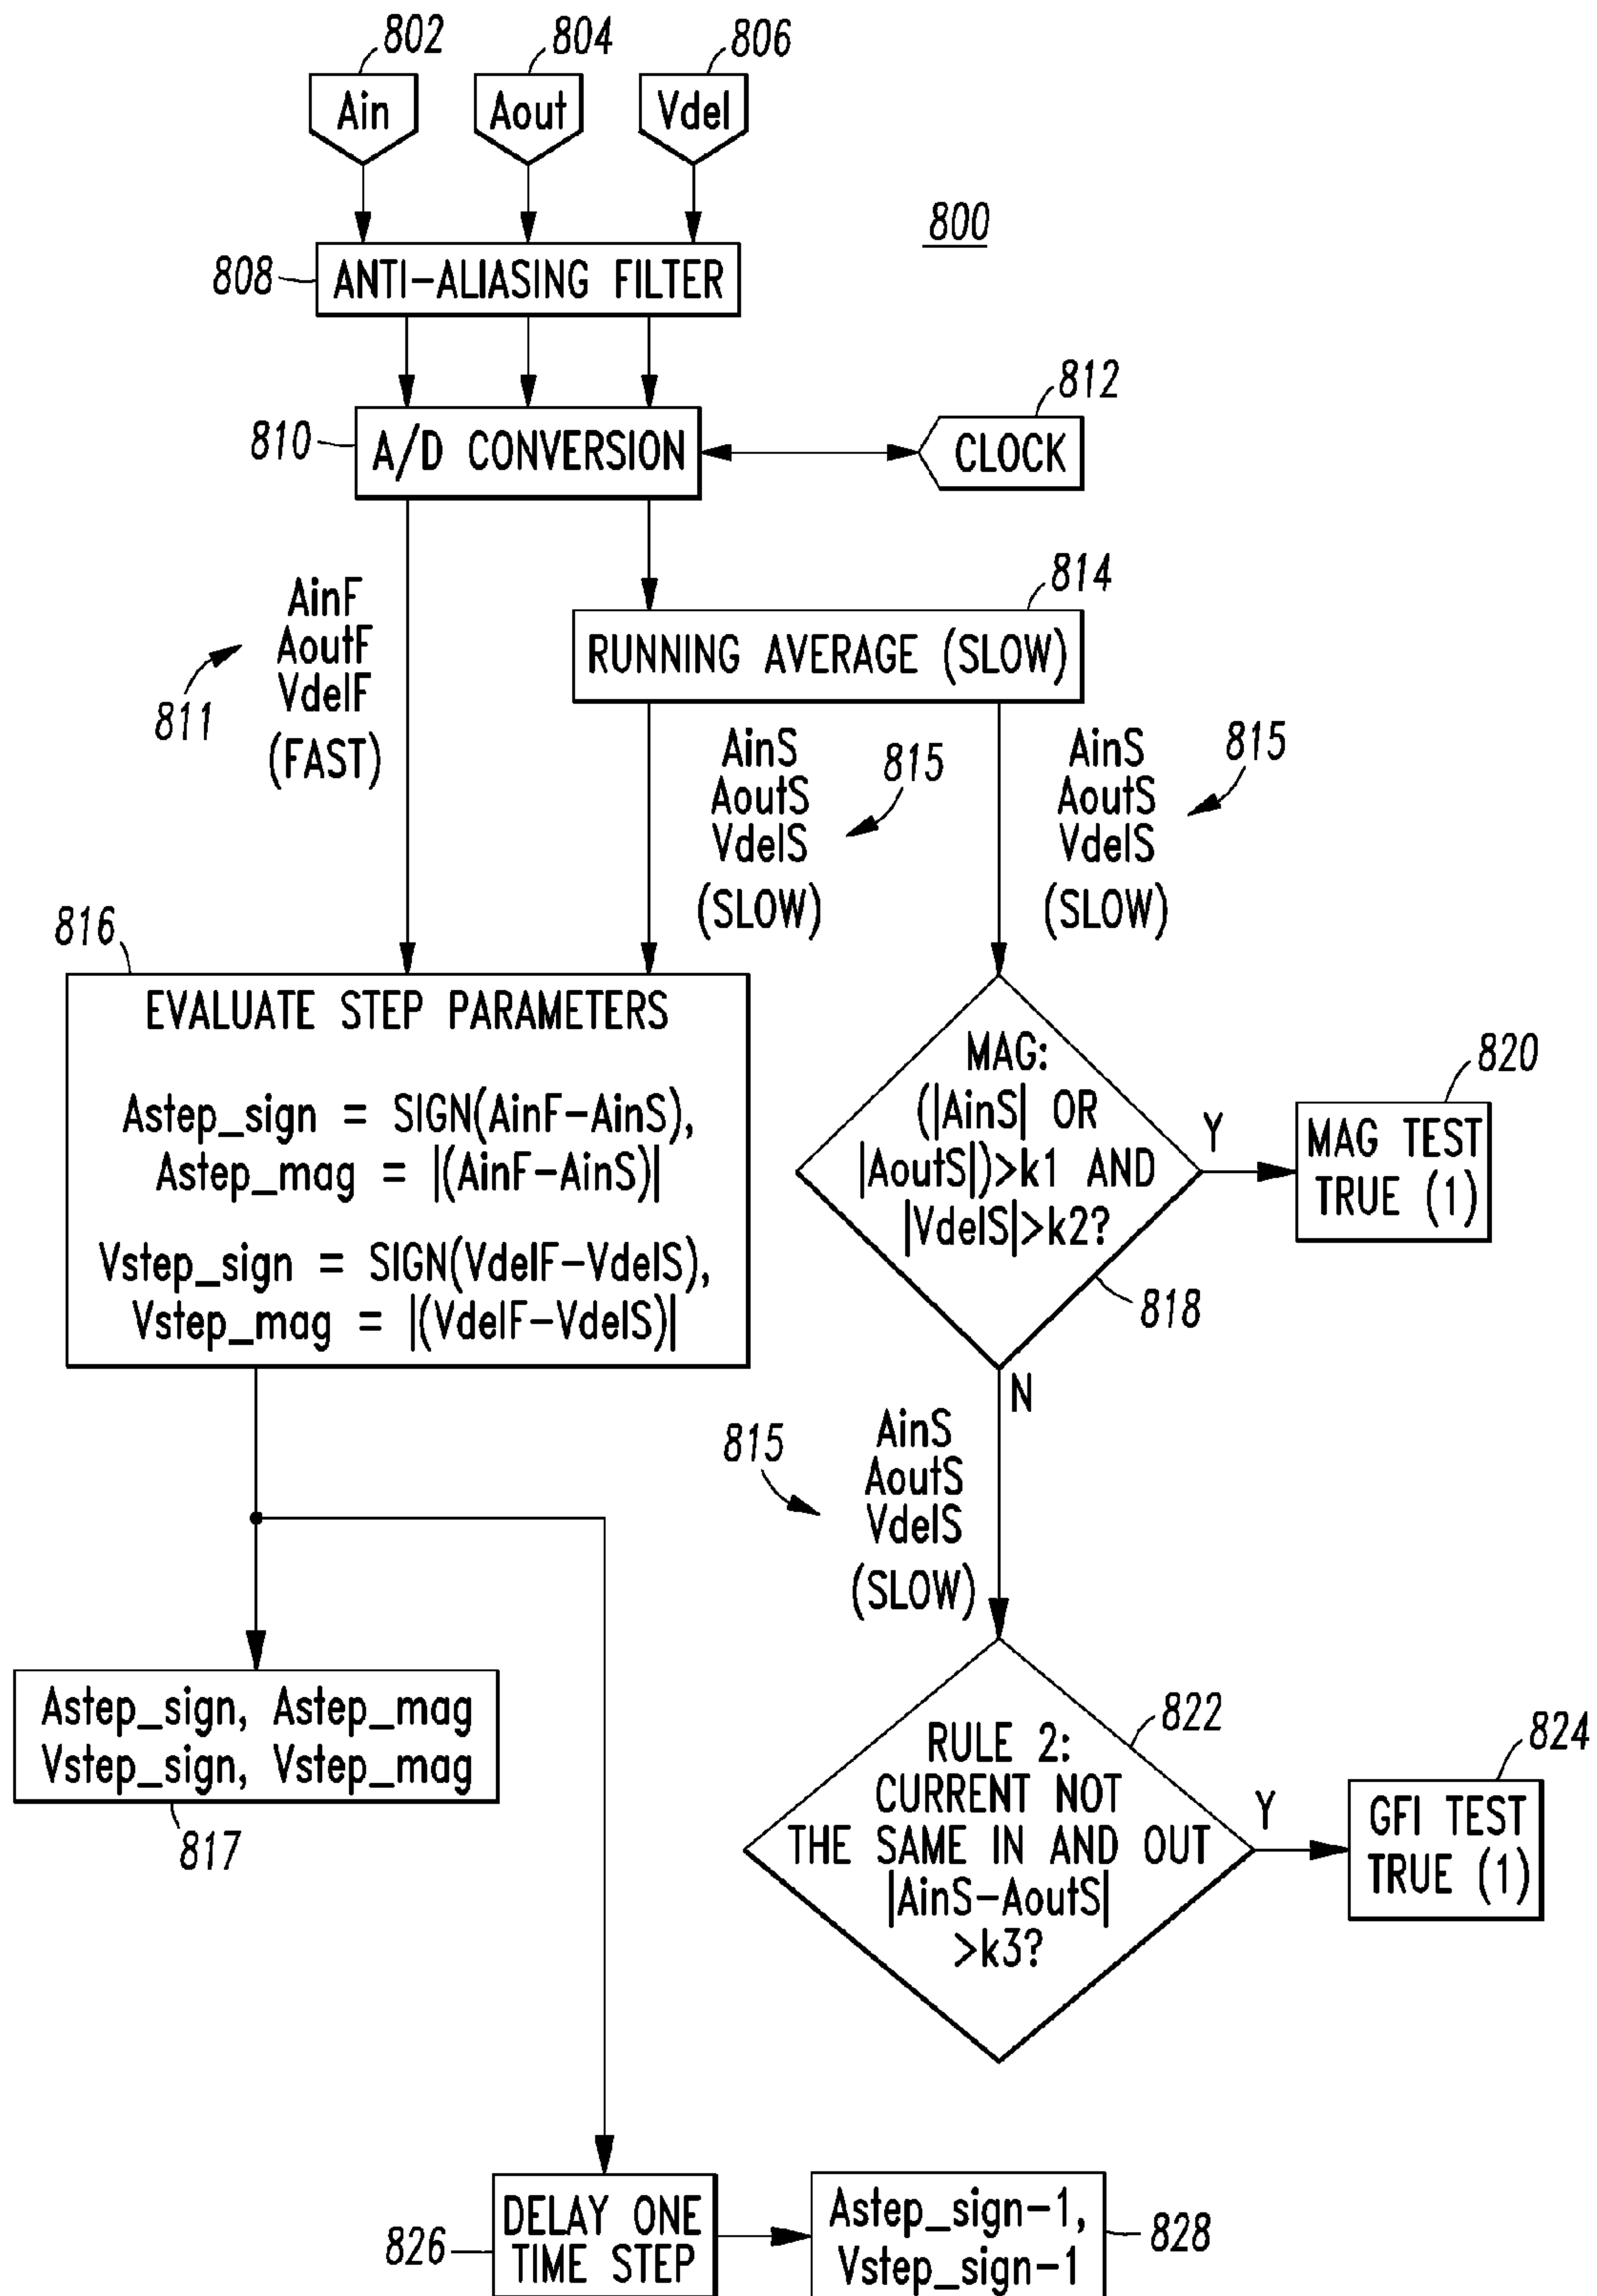 802
804
806
Ain
Aout
Vdel
800
808
ANTI-ALIASING FILTER
812
810
A/D CONVERSION
CLOCK
814
AinF
AoutF
VdelF
(FAST)
811
RUNNING AVERAGE (SLOW)
AinS
AoutS
VdelS
(SLOW)
815
AinS
AoutS
VdelS
(SLOW)
815
816
EVALUATE STEP PARAMETERS
Astep_sign = SIGN(AinF-AinS),
Astep_mag = |(AinF-AinS)|
Vstep_sign = SIGN(VdelF-VdelS),
Vstep_mag = |(VdelF-VdelS)|
MAG:
(|AinS| OR
|AoutS|)>k1 AND
|VdelS|>k2?
Y
820
MAG TEST
TRUE (1)
818
N
815
AinS
AoutS
VdelS
(SLOW)
Astep_sign, Astep_mag
Vstep_sign, Vstep_mag
817
822
RULE 2:
CURRENT NOT
THE SAME IN AND OUT
|AinS-AoutS|
>k3?
Y
824
GFI TEST
TRUE (1)
826
DELAY ONE
TIME STEP
Astep_sign-1,
Vstep_sign-1
828